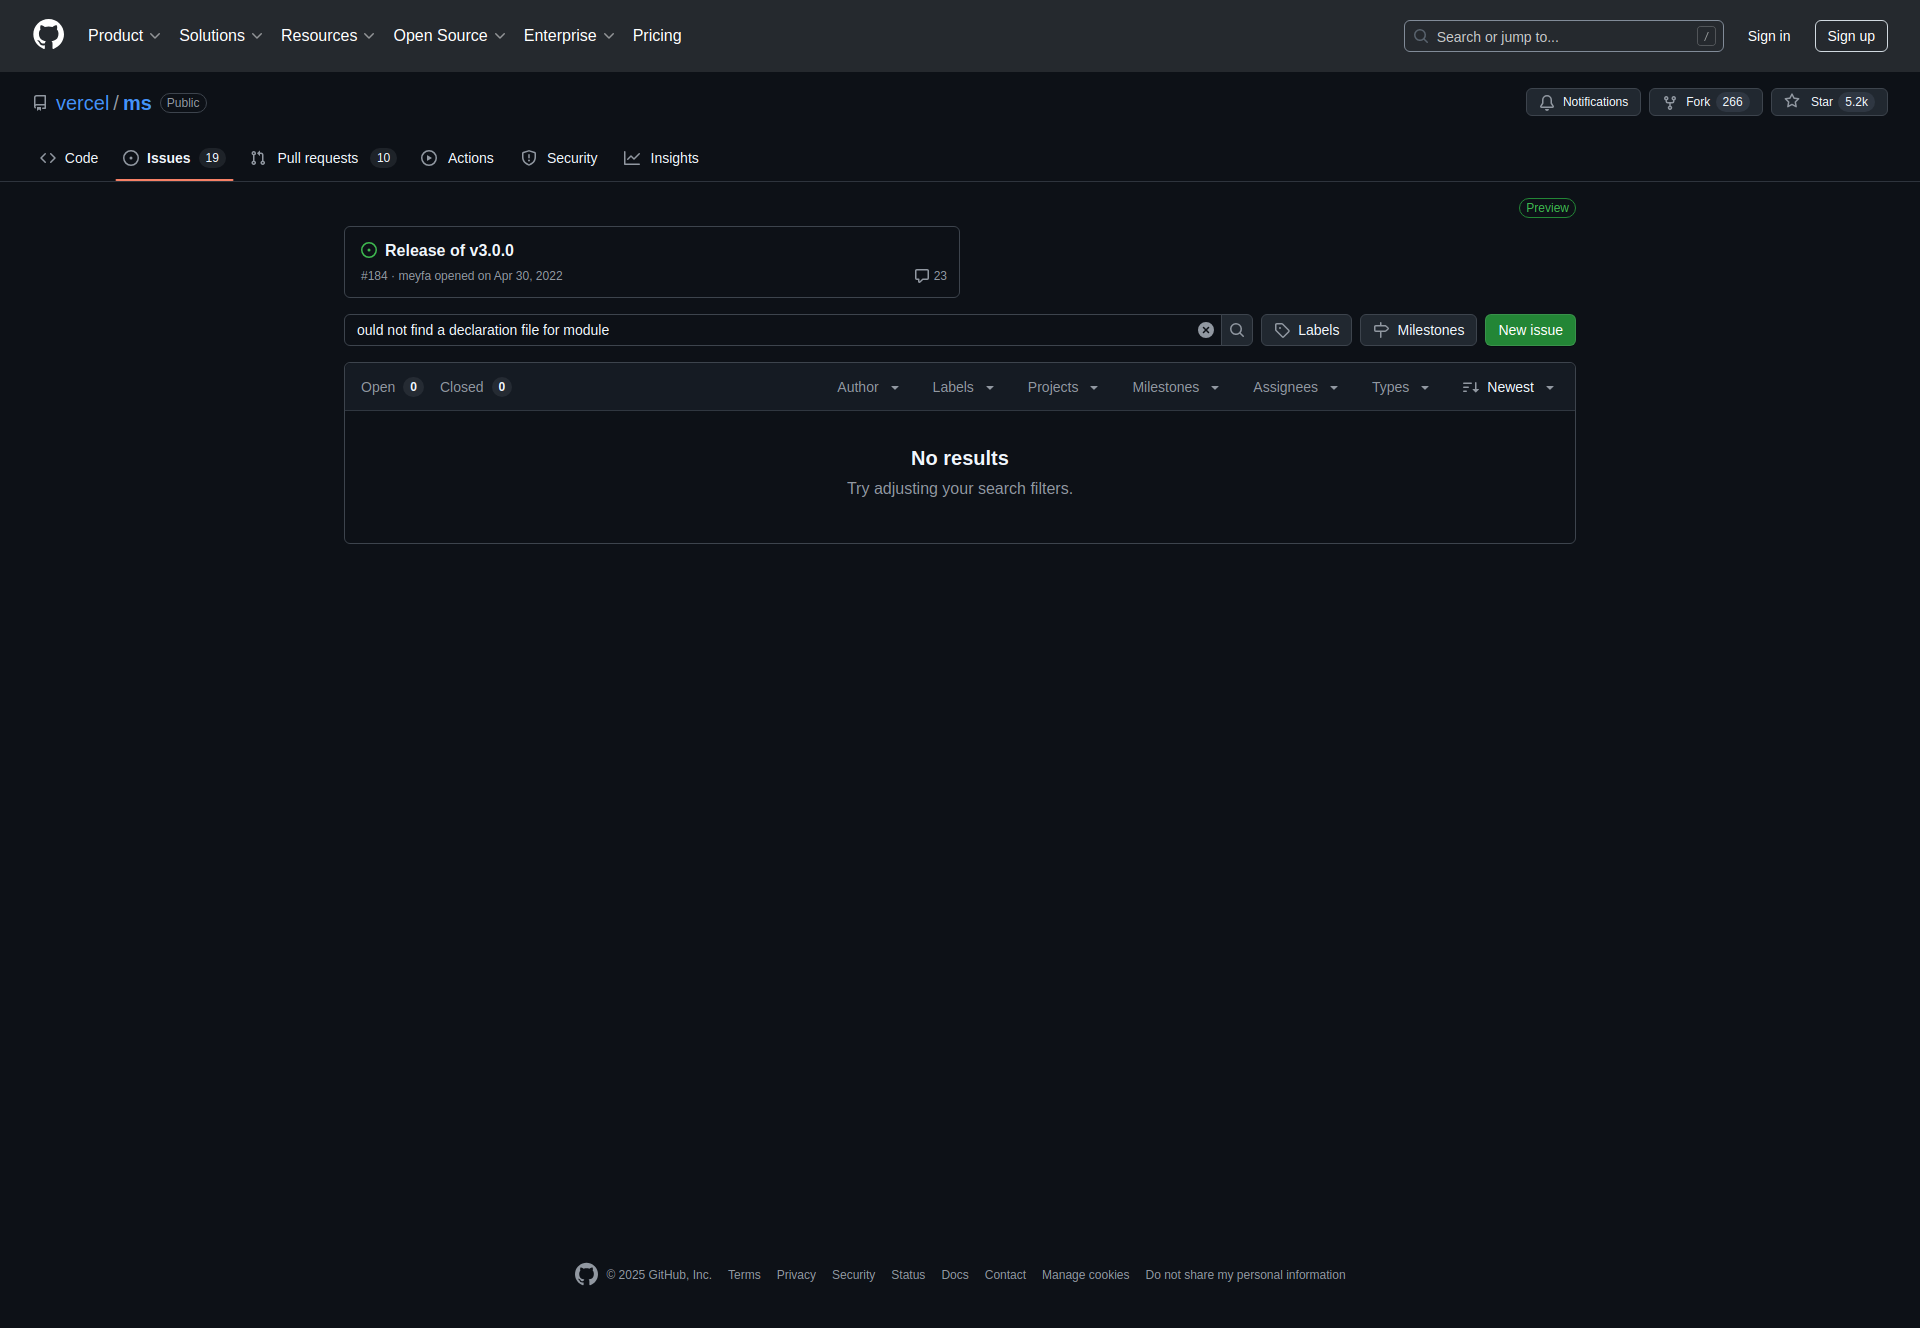 Product Solutions Resources Open Source Enterprise Pricing Search or jump to... / Sign in Sign up
vercel / ms Public Notifications Fork 266 Star 5.2k
Code Issues 19 Pull requests 10 Actions Security Insights
Preview
Release of v3.0.0
#184 · meyfa opened on Apr 30, 2022 23
ould not find a declaration file for module Labels Milestones New issue
Open 0 Closed 0 Author Labels Projects Milestones Assignees Types Newest
No results
Try adjusting your search filters.
© 2025 GitHub, Inc. Terms Privacy Security Status Docs Contact Manage cookies Do not share my personal information